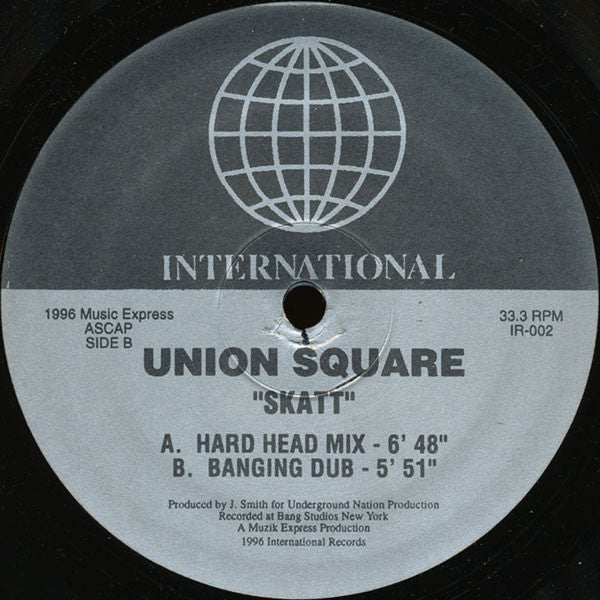 INTERNATIONAL
1996 Music Express
ASCAP
SIDE B
33.3 RPM
IR-002
UNION SQUARE
"SKATT"
A. HARD HEAD MIX - 6' 48"
B. BANGING DUB - 5' 51"
Produced by J. Smith for Underground Nation Production
Recorded at Bang Studios New York
A Muzik Express Production
1996 International Records